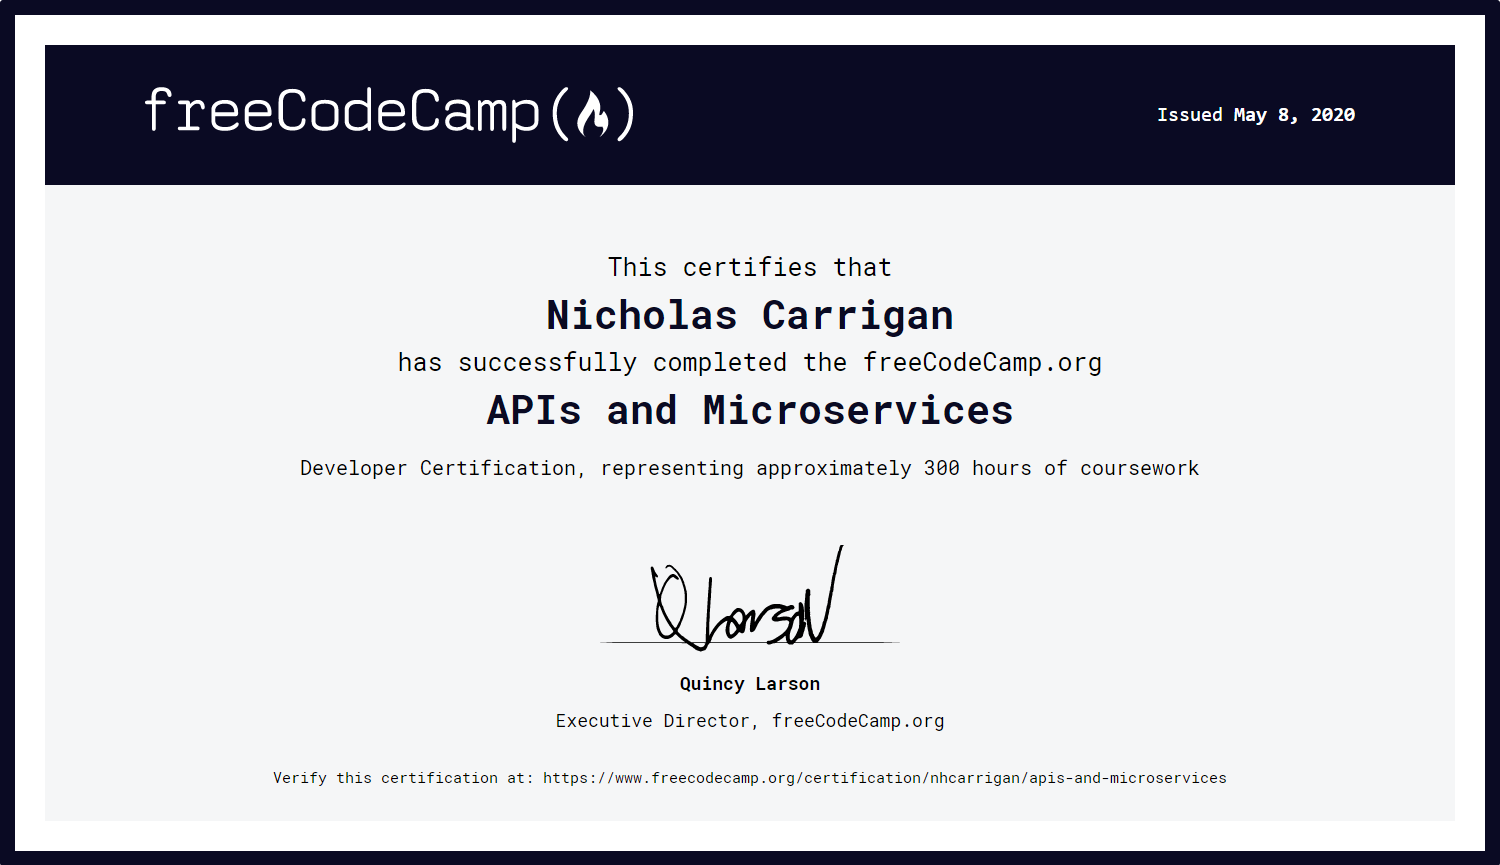 freeCodeCamp()
Issued May 8, 2020
This certifies that
Nicholas Carrigan
has successfully completed the freeCodeCamp.org
APIs and Microservices
Developer Certification, representing approximately 300 hours of coursework
Q Larson
Quincy Larson
Executive Director, freeCodeCamp.org
Verify this certification at: https://www.freecodecamp.org/certification/nhcarrigan/apis-and-microservices